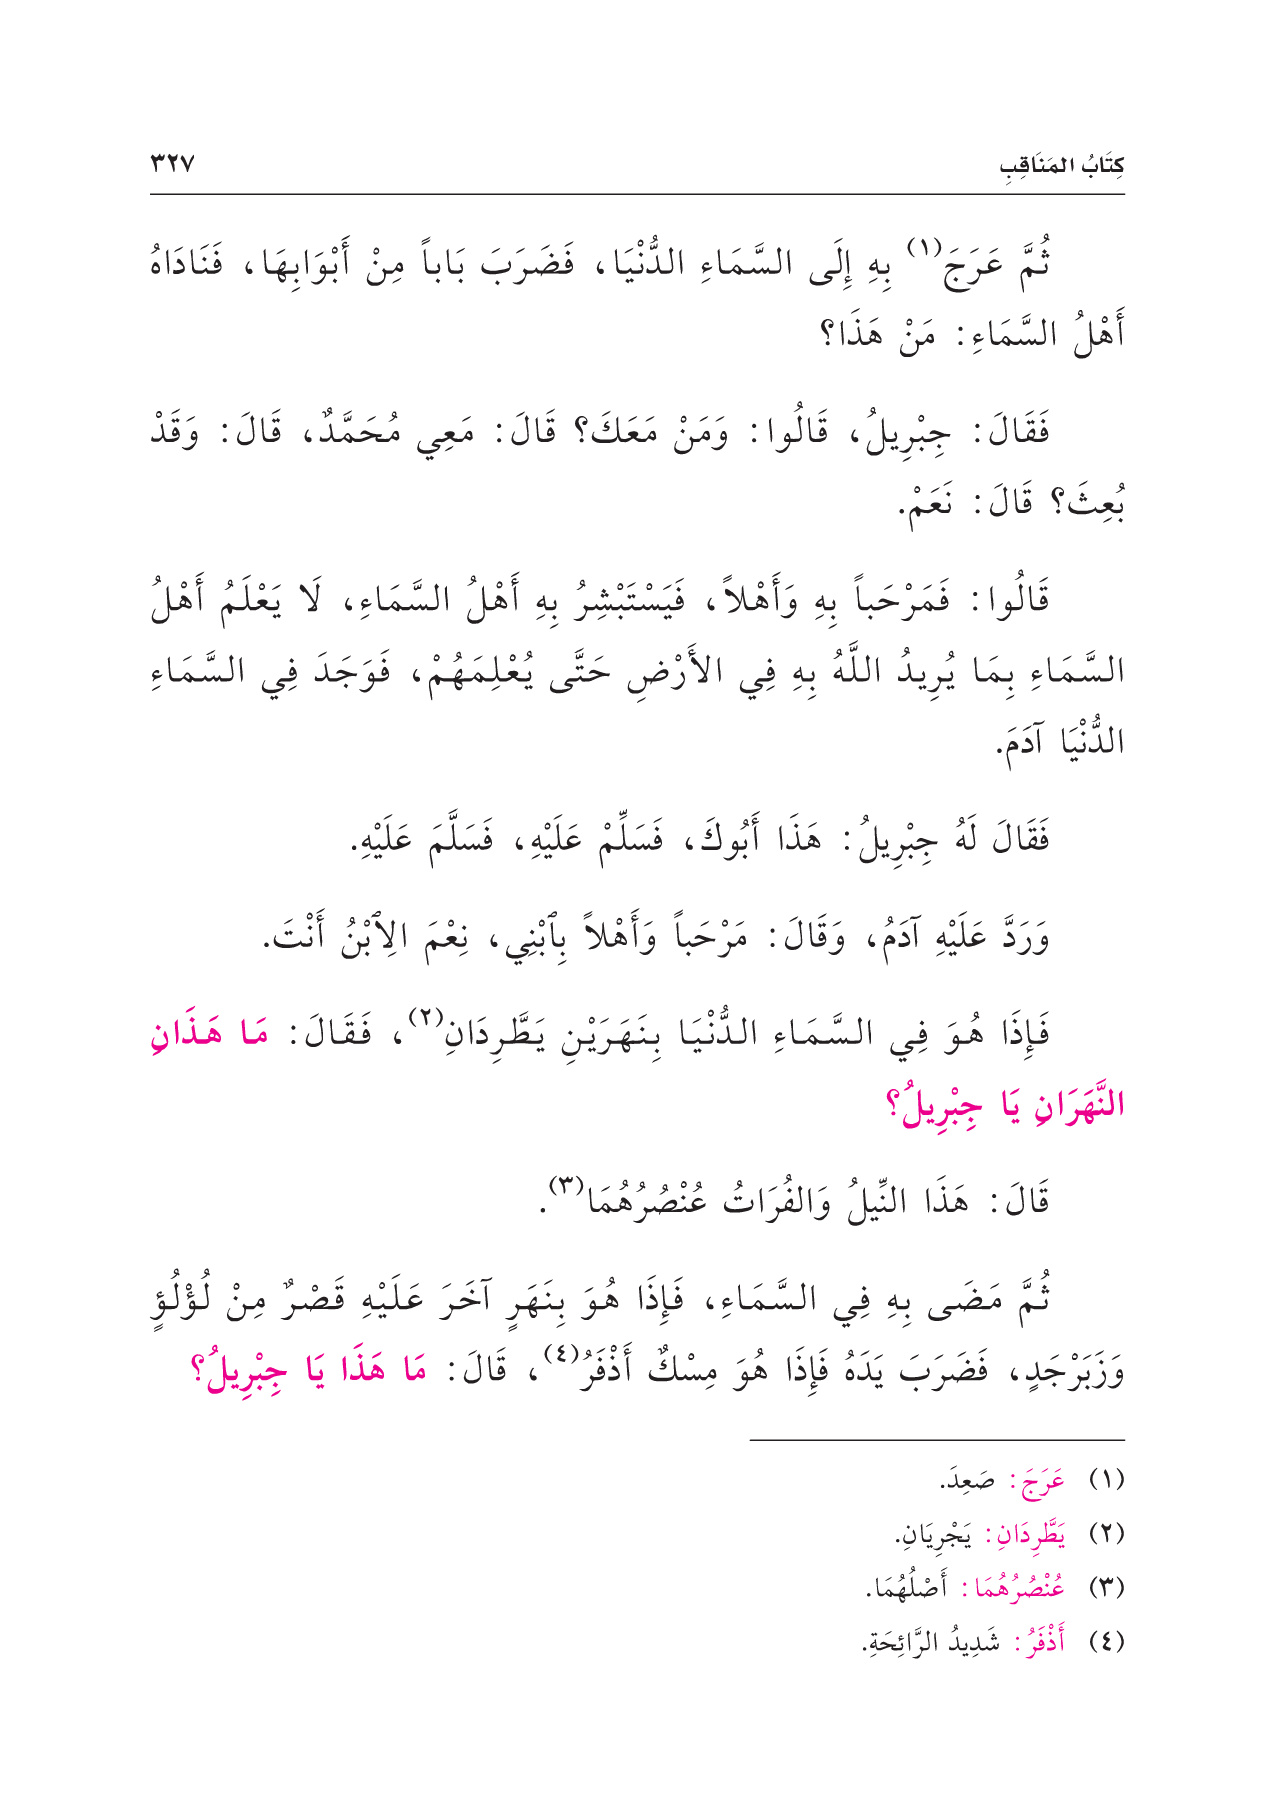 كِتَابُ المَنَاقِبِ ٣٢٧
ثُمَّ عَرَجَ(١) بِهِ إِلَى السَّمَاءِ الدُّنْيَا، فَضَرَبَ بَاباً مِنْ أَبْوَابِهَا، فَنَادَاهُ
أَهْلُ السَّمَاءِ: مَنْ هَذَا؟
فَقَالَ: جِبْرِيلُ، قَالُوا: وَمَنْ مَعَكَ؟ قَالَ: مَعِي مُحَمَّدٌ، قَالَ: وَقَدْ
بُعِثَ؟ قَالَ: نَعَمْ.
قَالُوا: فَمَرْحَباً بِهِ وَأَهْلاً، فَيَسْتَبْشِرُ بِهِ أَهْلُ السَّمَاءِ، لَا يَعْلَمُ أَهْلُ
السَّمَاءِ بِمَا يُرِيدُ اللَّهُ بِهِ فِي الأَرْضِ حَتَّى يُعْلِمَهُمْ، فَوَجَدَ فِي السَّمَاءِ
الدُّنْيَا آدَمَ.
فَقَالَ لَهُ جِبْرِيلُ: هَذَا أَبُوكَ، فَسَلِّمْ عَلَيْهِ، فَسَلَّمَ عَلَيْهِ.
وَرَدَّ عَلَيْهِ آدَمُ، وَقَالَ: مَرْحَباً وَأَهْلاً بِٱبْنِي، نِعْمَ الِٱبْنُ أَنْتَ.
فَإِذَا هُوَ فِي السَّمَاءِ الدُّنْيَا بِنَهَرَيْنِ يَطَّرِدَانِ(٢)، فَقَالَ: مَا هَذَانِ
النَّهَرَانِ يَا جِبْرِيلُ؟
قَالَ: هَذَا النِّيلُ وَالفُرَاتُ عُنْصُرُهُمَا(٣).
ثُمَّ مَضَى بِهِ فِي السَّمَاءِ، فَإِذَا هُوَ بِنَهَرٍ آخَرَ عَلَيْهِ قَصْرٌ مِنْ لُؤْلُؤٍ
وَزَبَرْجَدٍ، فَضَرَبَ يَدَهُ فَإِذَا هُوَ مِسْكٌ أَذْفَرُ(٤)، قَالَ: مَا هَذَا يَا جِبْرِيلُ؟
(١) عَرَجَ: صَعِدَ.
(٢) يَطَّرِدَانِ: يَجْرِيَانِ.
(٣) عُنْصُرُهُمَا: أَصْلُهُمَا.
(٤) أَذْفَرُ: شَدِيدُ الرَّائِحَةِ.